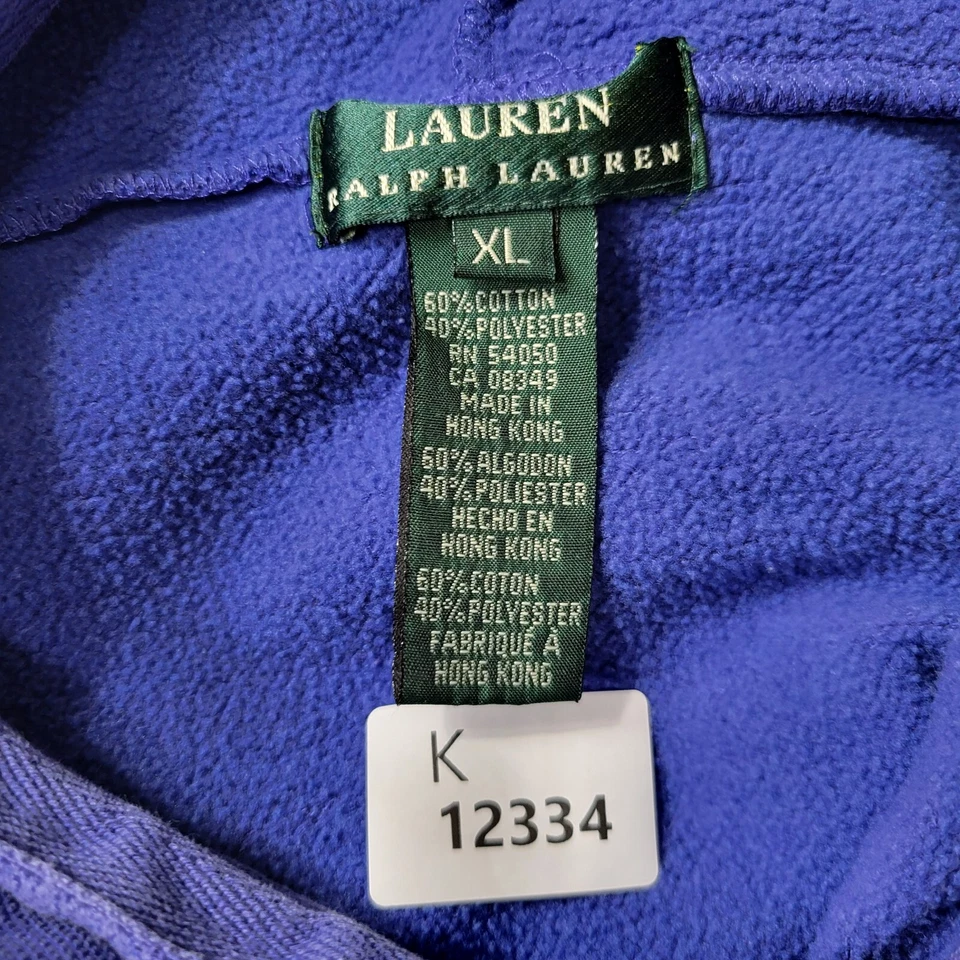 LAUREN
RALPH LAUREN
XL
60% COTTON
40% POLYESTER
RN 54050
CA 08349
MADE IN
HONG KONG
60% ALGODON
40% POLIESTER
HECHO EN
HONG KONG
60% COTON
40% POLYESTER
FABRIQUÉ À
HONG KONG
K
12334